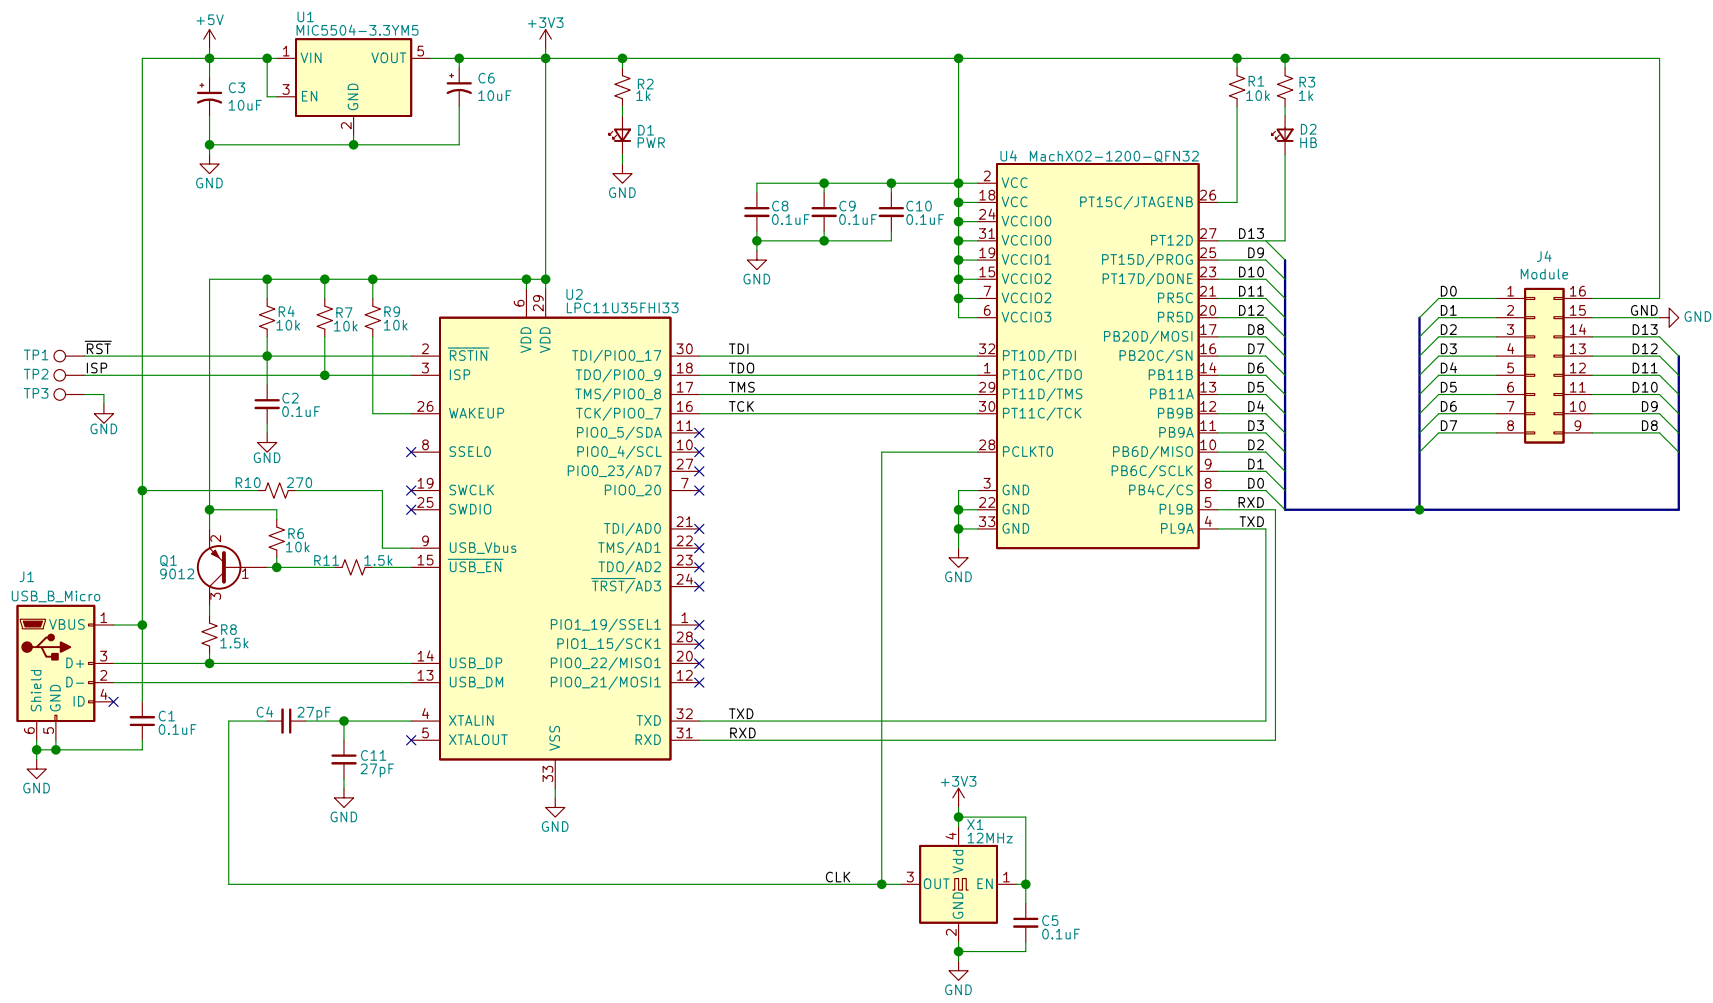 +5V
U1
MIC5504-3.3YM5
1 VIN
VOUT 5
3 EN
GND
2
C3
10uF
GND
C6
10uF
+3V3
R2
1k
D1
PWR
GND
R1
10k
R3
1k
D2
HB
U4 MachXO2-1200-QFN32
2 VCC
18 VCC
24 VCCIO0
31 VCCIO0
19 VCCIO1
15 VCCIO2
7 VCCIO2
6 VCCIO3
32 PT10D/TDI
1 PT10C/TDO
29 PT11D/TMS
30 PT11C/TCK
28 PCLKT0
3 GND
22 GND
33 GND
GND
PT15C/JTAGENB 26
PT12D 27 D13
PT15D/PROG 25 D9
PT17D/DONE 23 D10
PR5C 21 D11
PR5D 20 D12
PB20D/MOSI 17 D8
PB20C/SN 16 D7
PB11B 14 D6
PB11A 13 D5
PB9B 12 D4
PB9A 11 D3
PB6D/MISO 10 D2
PB6C/SCLK 9 D1
PB4C/CS 8 D0
PL9B 5 RXD
PL9A 4 TXD
C8
0.1uF
C9
0.1uF
C10
0.1uF
GND
J4
Module
D0 1
D1 2
D2 3
D3 4
D4 5
D5 6
D6 7
D7 8
16
15 GND
GND
14 D13
13 D12
12 D11
11 D10
10 D9
9 D8
TP1
RST
TP2
ISP
TP3
GND
R4
10k
R7
10k
R9
10k
C2
0.1uF
GND
U2
LPC11U35FHI33
6 VDD
29 VDD
2 RSTIN
3 ISP
26 WAKEUP
8 SSEL0
19 SWCLK
25 SWDIO
9 USB_Vbus
15 USB_EN
14 USB_DP
13 USB_DM
4 XTALIN
5 XTALOUT
VSS
33
GND
TDI/PIO0_17 30 TDI
TDO/PIO0_9 18 TDO
TMS/PIO0_8 17 TMS
TCK/PIO0_7 16 TCK
PIO0_5/SDA 11
PIO0_4/SCL 10
PIO0_23/AD7 27
PIO0_20 7
TDI/AD0 21
TMS/AD1 22
TDO/AD2 23
TRST/AD3 24
PIO1_19/SSEL1 1
PIO1_15/SCK1 28
PIO0_22/MISO1 20
PIO0_21/MOSI1 12
TXD 32 TXD
RXD 31 RXD
R10 270
R6
10k
R11 1.5k
Q1
9012
2
1
3
R8
1.5k
J1
USB_B_Micro
VBUS 1
D+ 3
D- 2
ID 4
Shield
GND
6
5
GND
C1
0.1uF
C4 27pF
C11
27pF
GND
CLK
+3V3
X1
12MHz
4
Vdd
3 OUT
EN 1
GND
2
C5
0.1uF
GND